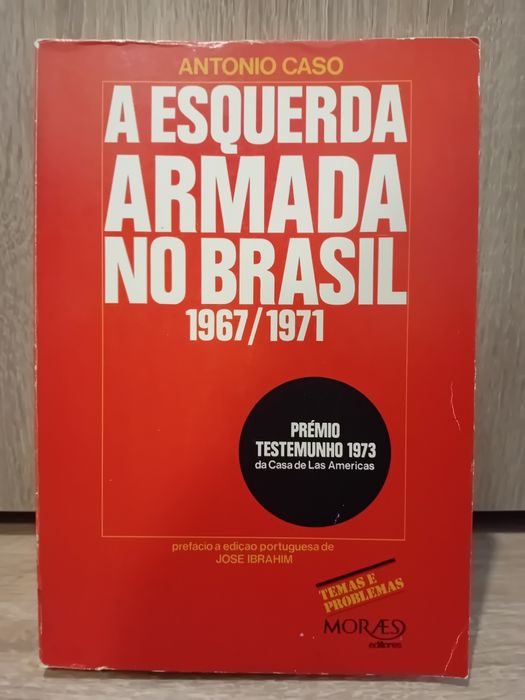 ANTONIO CASO
A ESQUERDA
ARMADA
NO BRASIL
1967/1971
PRÉMIO
TESTEMUNHO 1973
da Casa de Las Americas
prefacio a edicao portuguesa de
JOSE IBRAHIM
TEMAS E
PROBLEMAS
MORAES
editores